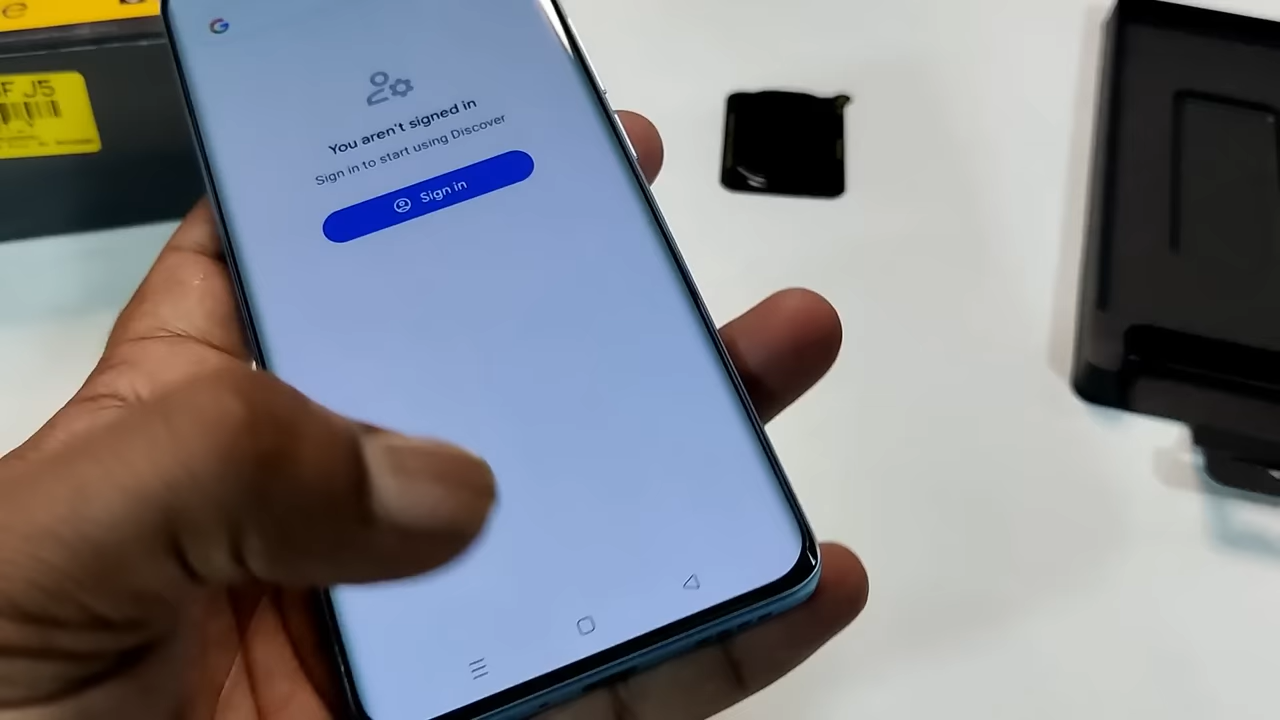 G
F J5
You aren't signed in
Sign in to start using Discover
Sign in